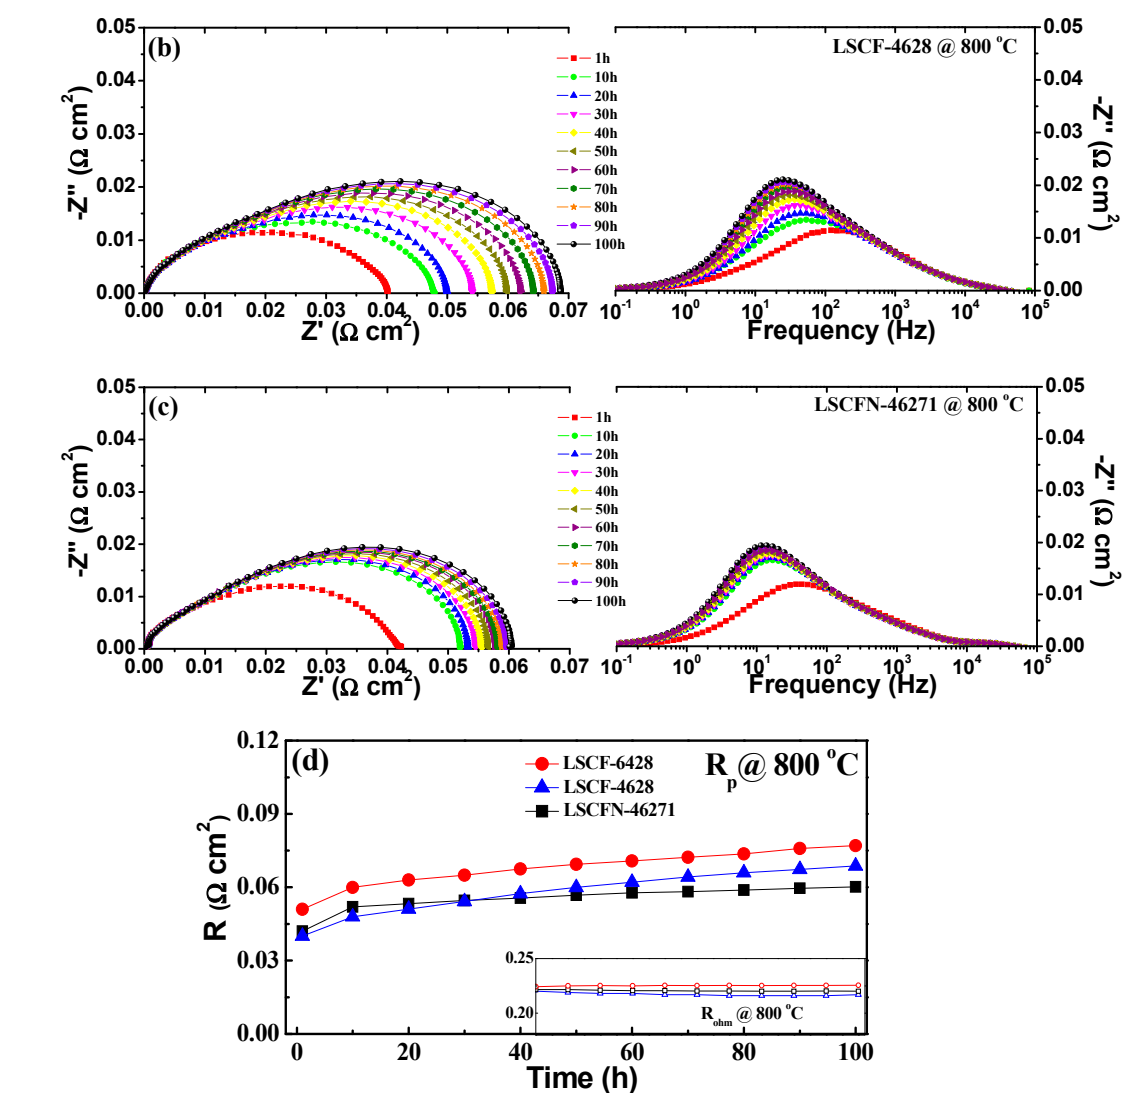 (b)
0.05
0.04
0.03
0.02
0.01
0.00
-Z" (Ω cm²)
0.00 0.01 0.02 0.03 0.04 0.05 0.06 0.07
Z' (Ω cm²)
1h
10h
20h
30h
40h
50h
60h
70h
80h
90h
100h
LSCF-4628 @ 800 °C
0.05
0.04
0.03
0.02
0.01
0.00
-Z" (Ω cm²)
10⁻¹ 10⁰ 10¹ 10² 10³ 10⁴ 10⁵
Frequency (Hz)
(c)
0.05
0.04
0.03
0.02
0.01
0.00
-Z" (Ω cm²)
0.00 0.01 0.02 0.03 0.04 0.05 0.06 0.07
Z' (Ω cm²)
1h
10h
20h
30h
40h
50h
60h
70h
80h
90h
100h
LSCFN-46271 @ 800 °C
0.05
0.04
0.03
0.02
0.01
0.00
-Z" (Ω cm²)
10⁻¹ 10⁰ 10¹ 10² 10³ 10⁴ 10⁵
Frequency (Hz)
(d)
0.12
0.09
0.06
0.03
0.00
R (Ω cm²)
LSCF-6428
LSCF-4628
LSCFN-46271
Rₚ@ 800 °C
0.25
0.20
R_ohm @ 800 °C
0 20 40 60 80 100
Time (h)